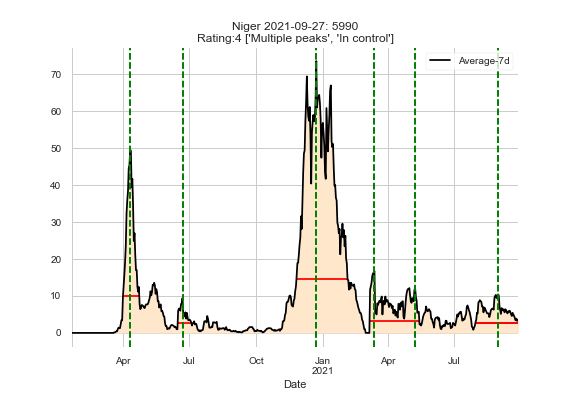 Niger 2021-09-27: 5990
Rating:4 ['Multiple peaks', 'In control']
Average-7d
70
60
50
40
30
20
10
0
Apr
Jul
Oct
Jan
2021
Apr
Jul
Date